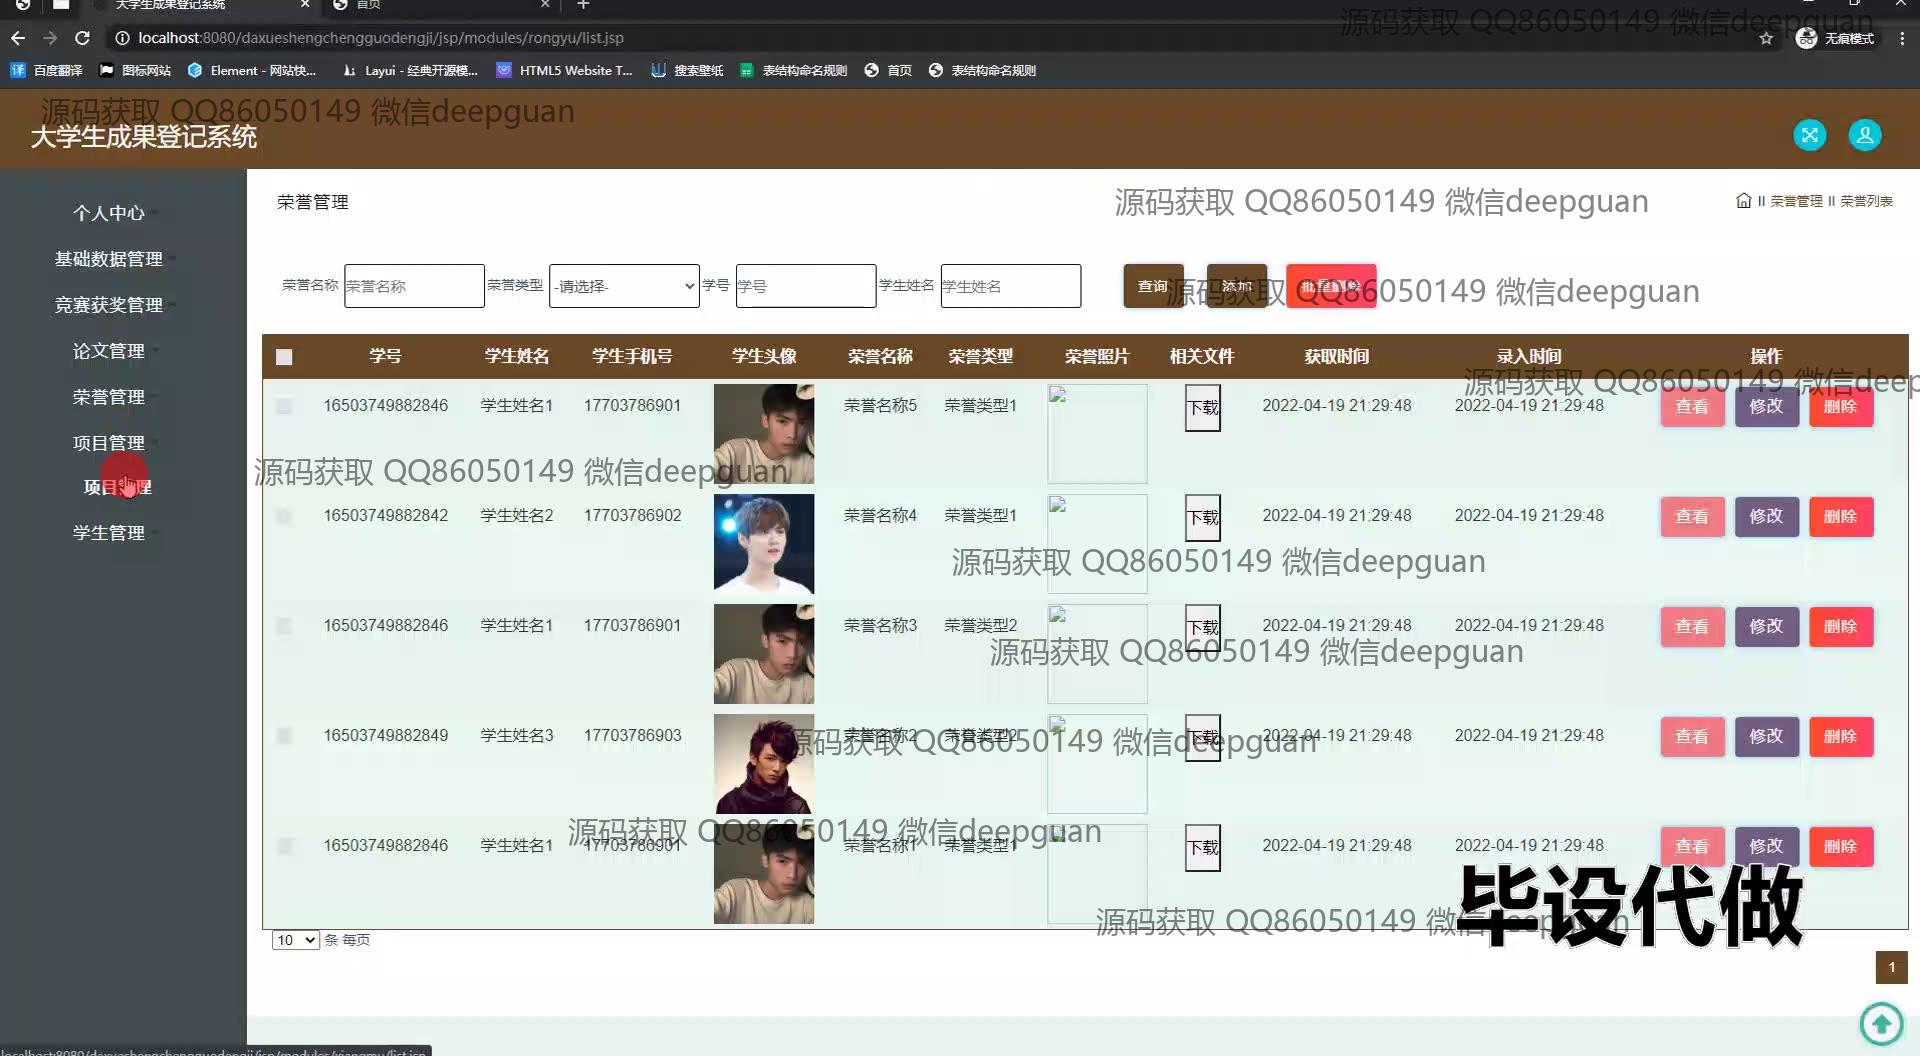 大学生成果登记系统
首页
localhost:8080/daxueshengchengguodengji/jsp/modules/rongyu/list.jsp
无痕模式
源码获取 QQ86050149 微信deepguan
百度翻译
图标网站
Element - 网站快...
Layui - 经典开源模...
HTML5 Website T...
搜索壁纸
表结构命名规则
首页
表结构命名规则
源码获取 QQ86050149 微信deepguan
大学生成果登记系统
个人中心
基础数据管理
竞赛获奖管理
论文管理
荣誉管理
项目管理
学生管理
荣誉管理
源码获取 QQ86050149 微信deepguan
II 荣誉管理 II 荣誉列表
荣誉名称 荣誉名称 荣誉类型 -请选择- 学号 学号 学生姓名 学生姓名 查询 添加 批量删除
源码获取 QQ86050149 微信deepguan
学号 学生姓名 学生手机号 学生头像 荣誉名称 荣誉类型 荣誉照片 相关文件 获取时间 录入时间 操作
源码获取 QQ86050149 微信deep
16503749882846 学生姓名1 17703786901 荣誉名称5 荣誉类型1 下载 2022-04-19 21:29:48 2022-04-19 21:29:48 查看 修改 删除
源码获取 QQ86050149 微信deepguan
16503749882842 学生姓名2 17703786902 荣誉名称4 荣誉类型1 下载 2022-04-19 21:29:48 2022-04-19 21:29:48 查看 修改 删除
源码获取 QQ86050149 微信deepguan
16503749882846 学生姓名1 17703786901 荣誉名称3 荣誉类型2 下载 2022-04-19 21:29:48 2022-04-19 21:29:48 查看 修改 删除
源码获取 QQ86050149 微信deepguan
16503749882849 学生姓名3 17703786903 荣誉名称2 荣誉类型2 下载 2022-04-19 21:29:48 2022-04-19 21:29:48 查看 修改 删除
源码获取 QQ86050149 微信deepguan
源码获取 QQ86050149 微信deepguan
16503749882846 学生姓名1 17703786901 荣誉名称1 荣誉类型1 下载 2022-04-19 21:29:48 2022-04-19 21:29:48 查看 修改 删除
毕设代做
源码获取 QQ86050149 微信deepguan
10 条 每页
1